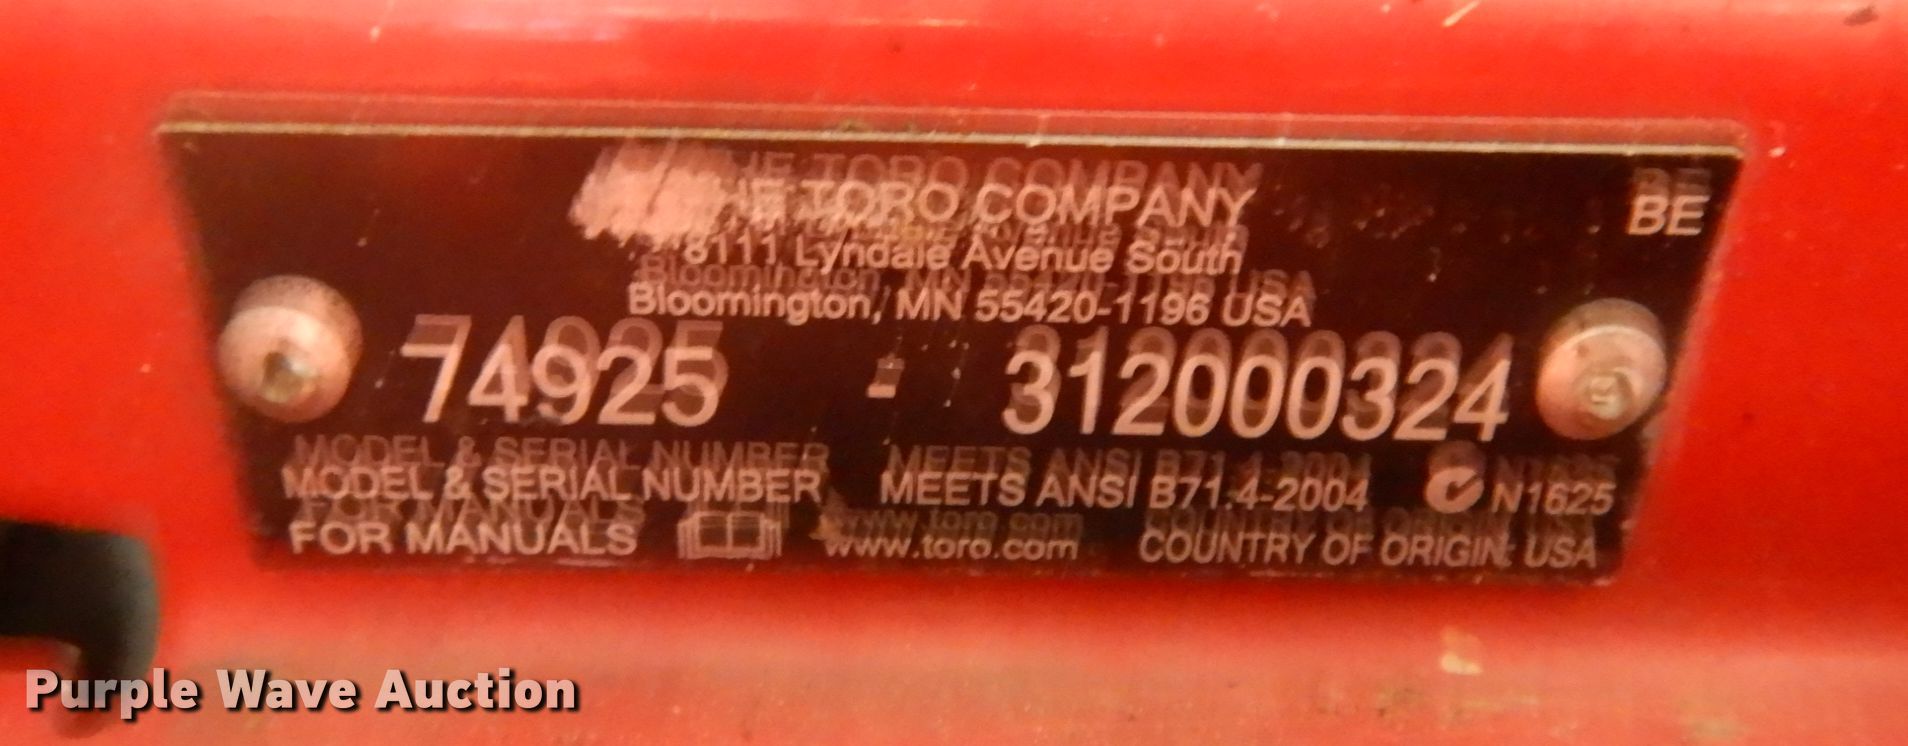 THE TORO COMPANY
BE
8111 Lyndale Avenue South
Bloomington, MN 55420-1196 USA
74925 - 312000324
MODEL & SERIAL NUMBER MEETS ANSI B71.4-2004 N1625
FOR MANUALS www.toro.com COUNTRY OF ORIGIN: USA
Purple Wave Auction